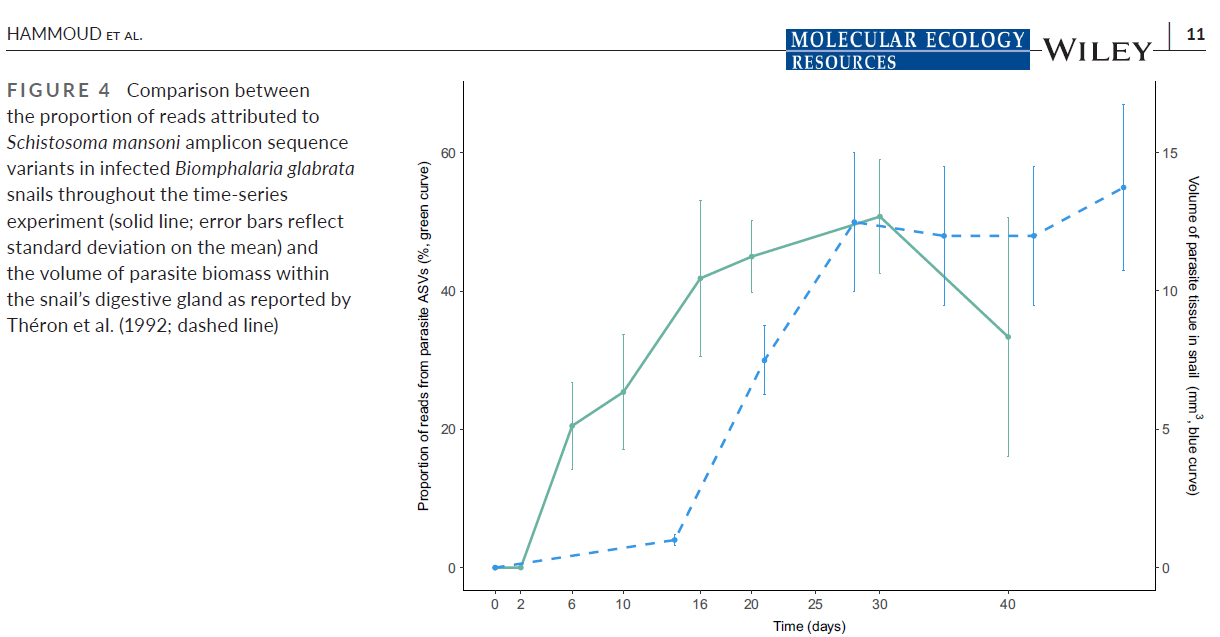 HAMMOUD ET AL.
MOLECULAR ECOLOGY
RESOURCES
WILEY
11
FIGURE 4 Comparison between
the proportion of reads attributed to
Schistosoma mansoni amplicon sequence
variants in infected Biomphalaria glabrata
snails throughout the time-series
experiment (solid line; error bars reflect
standard deviation on the mean) and
the volume of parasite biomass within
the snail's digestive gland as reported by
Théron et al. (1992; dashed line)
Proportion of reads from parasite ASVs (%, green curve)
60
40
20
0
0 2 6 10 16 20 25 30 40
Time (days)
15
10
5
0
Volume of parasite tissue in snail (mm3, blue curve)